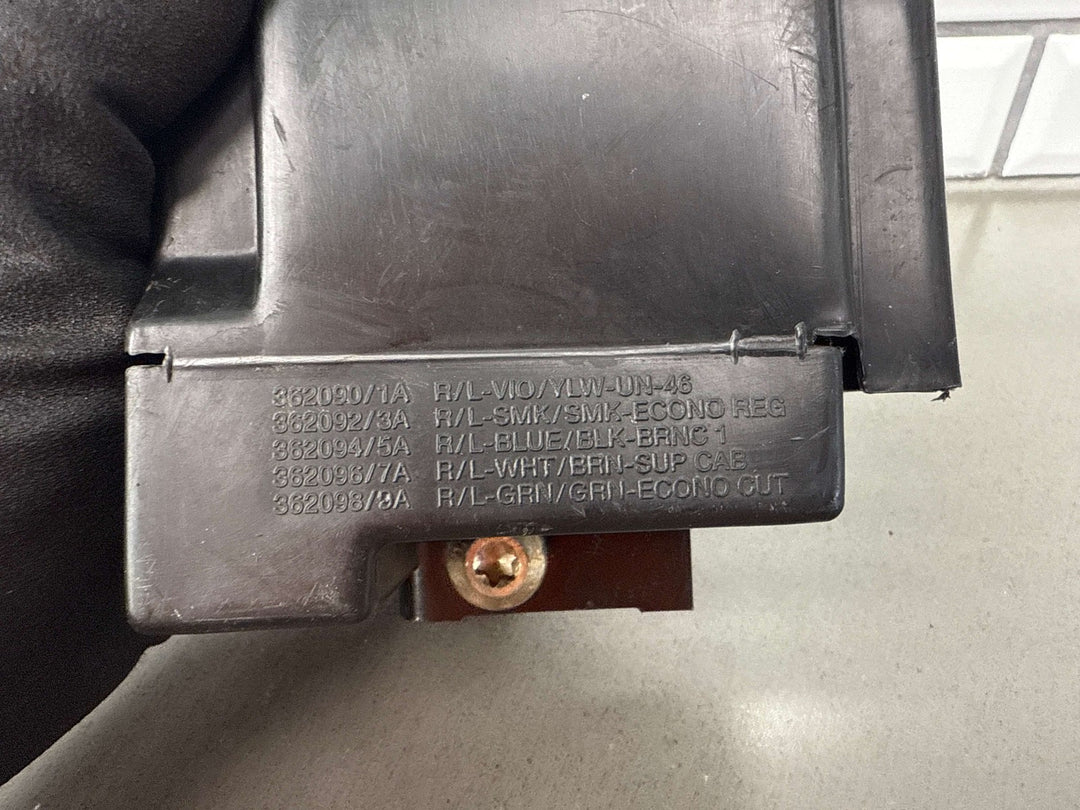 362090/1A R/L-VIO/YLW-UN-46
362092/3A R/L-SMK/SMK-ECONO REG
362094/5A R/L-BLUE/BLK-BRNC 1
362096/7A R/L-WHT/BRN-SUP CAB
362098/9A R/L-GRN/GRN-ECONO CUT